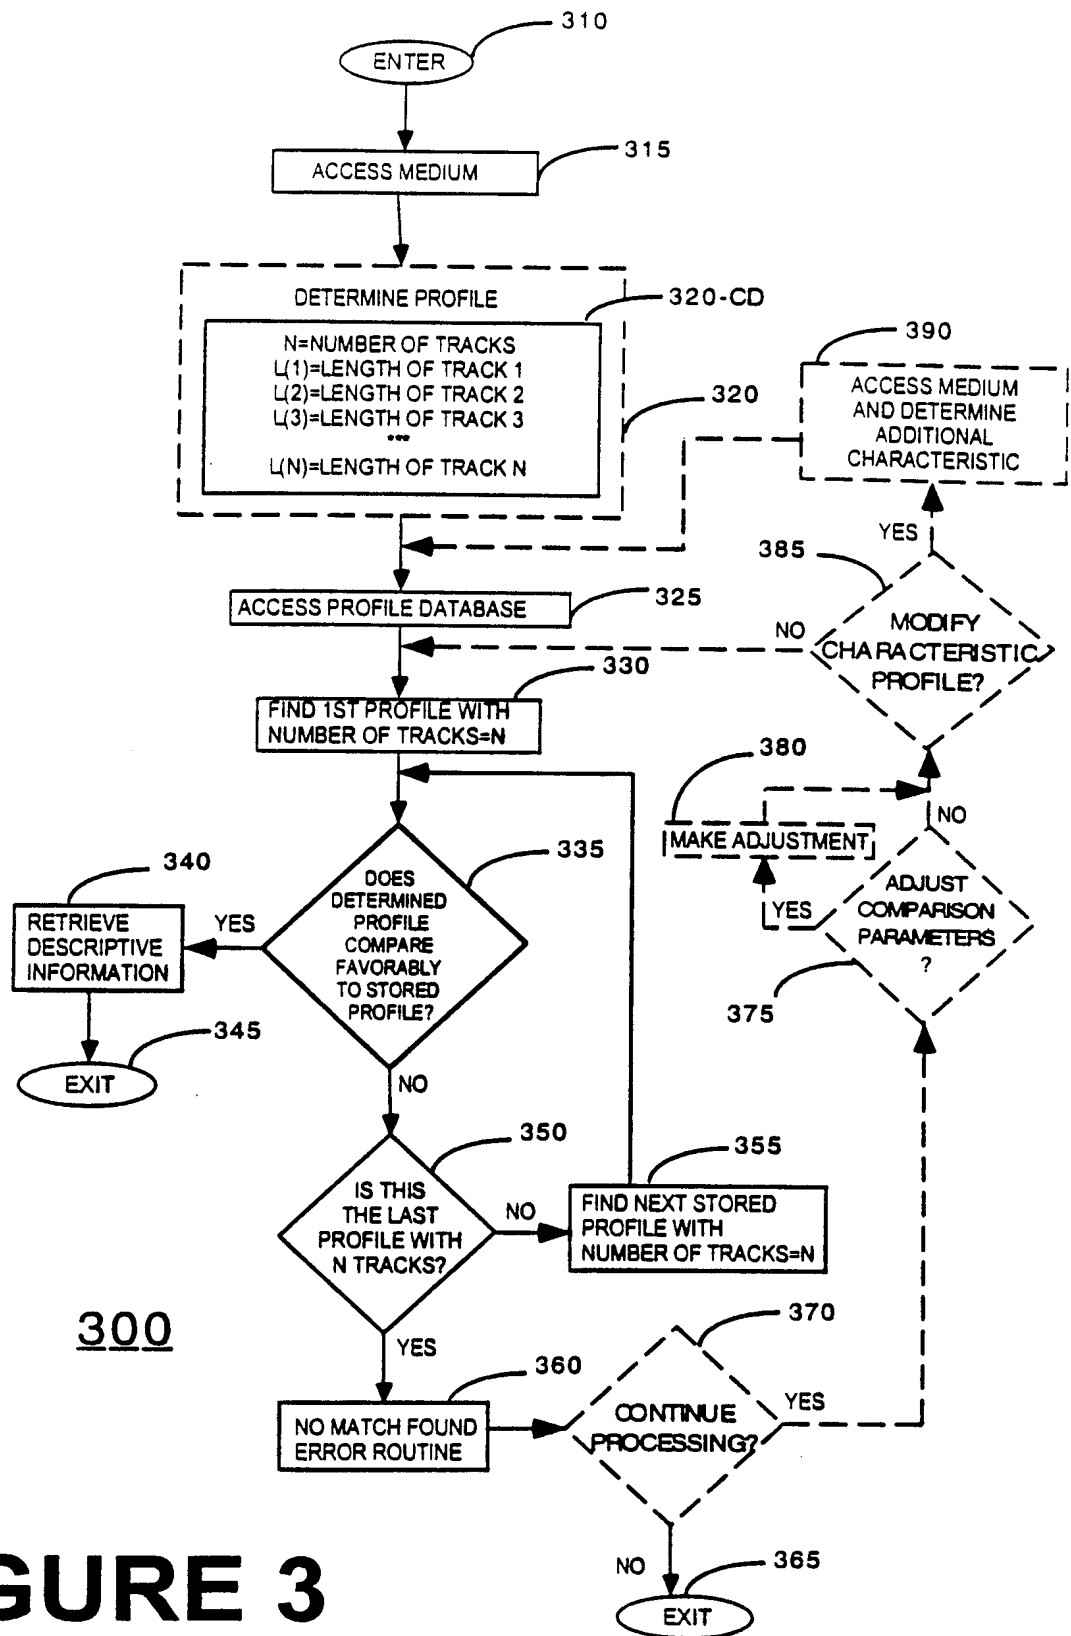 310
ENTER
315
ACCESS MEDIUM
DETERMINE PROFILE
320-CD
N=NUMBER OF TRACKS
L(1)=LENGTH OF TRACK 1
L(2)=LENGTH OF TRACK 2
L(3)=LENGTH OF TRACK 3
***
L(N)=LENGTH OF TRACK N
320
390
ACCESS MEDIUM
AND DETERMINE
ADDITIONAL
CHARACTERISTIC
YES
385
MODIFY
CHARACTERISTIC
PROFILE?
NO
ACCESS PROFILE DATABASE
325
330
FIND 1ST PROFILE WITH
NUMBER OF TRACKS=N
380
MAKE ADJUSTMENT
NO
YES
ADJUST
COMPARISON
PARAMETERS
?
375
335
DOES
DETERMINED
PROFILE
COMPARE
FAVORABLY
TO STORED
PROFILE?
340
YES
RETRIEVE
DESCRIPTIVE
INFORMATION
345
EXIT
NO
350
IS THIS
THE LAST
PROFILE WITH
N TRACKS?
NO
355
FIND NEXT STORED
PROFILE WITH
NUMBER OF TRACKS=N
300
YES
360
NO MATCH FOUND
ERROR ROUTINE
370
CONTINUE
PROCESSING?
YES
NO
365
EXIT
GURE 3